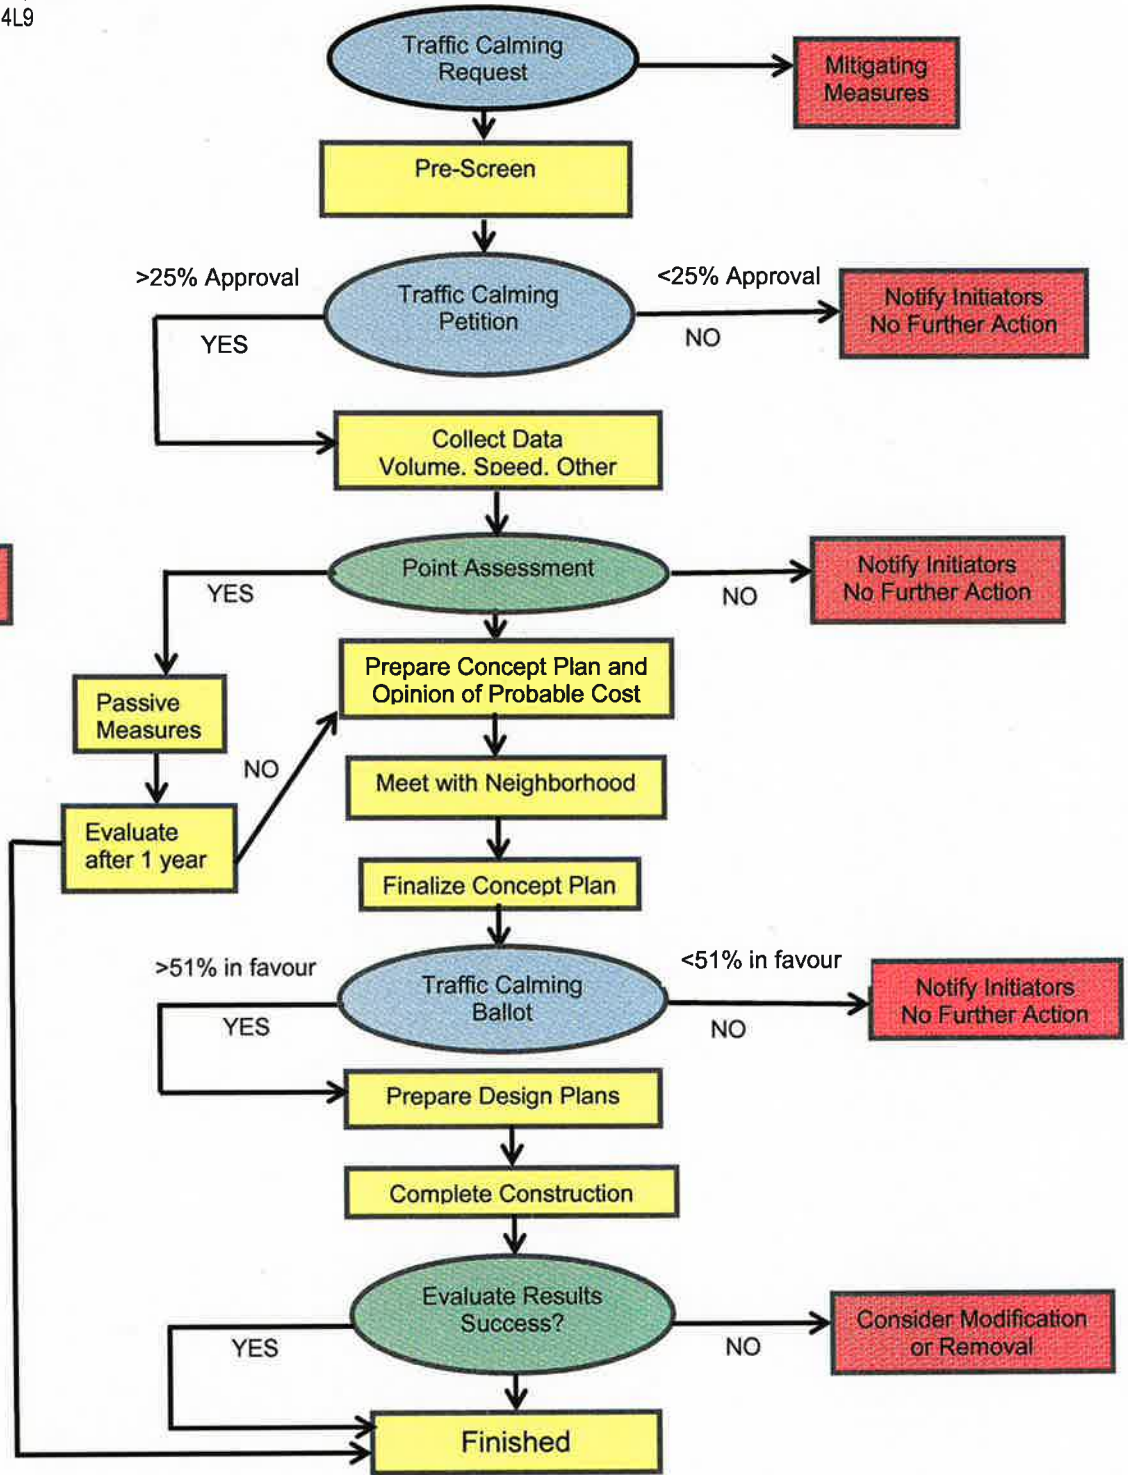 4L9
Traffic Calming
Request
Mitigating
Measures
Pre-Screen
>25% Approval
<25% Approval
Traffic Calming
Petition
Notify Initiators
No Further Action
YES
NO
Collect Data
Volume, Speed, Other
Point Assessment
Notify Initiators
No Further Action
YES
NO
Prepare Concept Plan and
Opinion of Probable Cost
Passive
Measures
NO
Meet with Neighborhood
Evaluate
after 1 year
Finalize Concept Plan
>51% in favour
<51% in favour
Traffic Calming
Ballot
Notify Initiators
No Further Action
YES
NO
Prepare Design Plans
Complete Construction
Evaluate Results
Success?
Consider Modification
or Removal
YES
NO
Finished